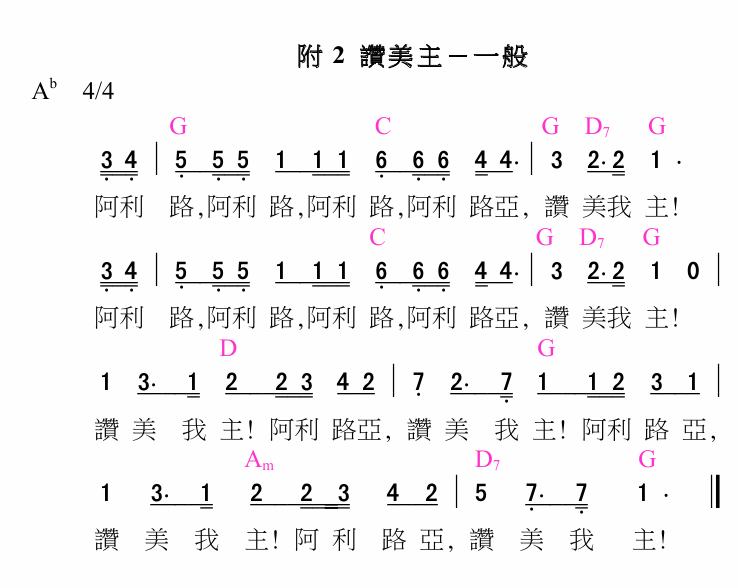 附 2 讚美主－一般
Ab 4/4
G C G D7 G
3 4 | 5 5 5 1 1 1 6 6 6 4 4. | 3 2. 2 1 .
阿利 路,阿利 路,阿利 路,阿利 路亞, 讚 美我 主!
C G D7 G
3 4 | 5 5 5 1 1 1 6 6 6 4 4. | 3 2. 2 1 0 |
阿利 路,阿利 路,阿利 路,阿利 路亞, 讚 美我 主!
D G
1 3. 1 2 2 3 4 2 | 7 2. 7 1 1 2 3 1 |
讚 美 我 主! 阿利 路亞, 讚 美 我 主! 阿利 路 亞,
Am D7 G
1 3. 1 2 2 3 4 2 | 5 7. 7 1 . ‖
讚 美 我 主! 阿 利 路 亞, 讚 美 我 主!